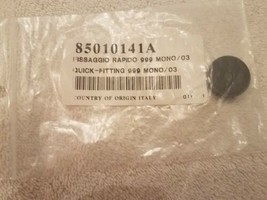 85010141A
FISSAGGIO RAPIDO 999 MONO/03
QUICK-FITTING 999 MONO/03
COUNTRY OF ORIGIN ITALY